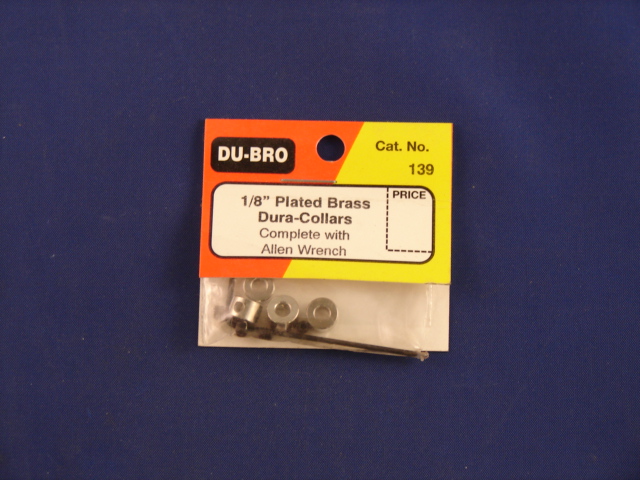 DU-BRO
Cat. No.
139
1/8” Plated Brass
Dura-Collars
Complete with
Allen Wrench
PRICE